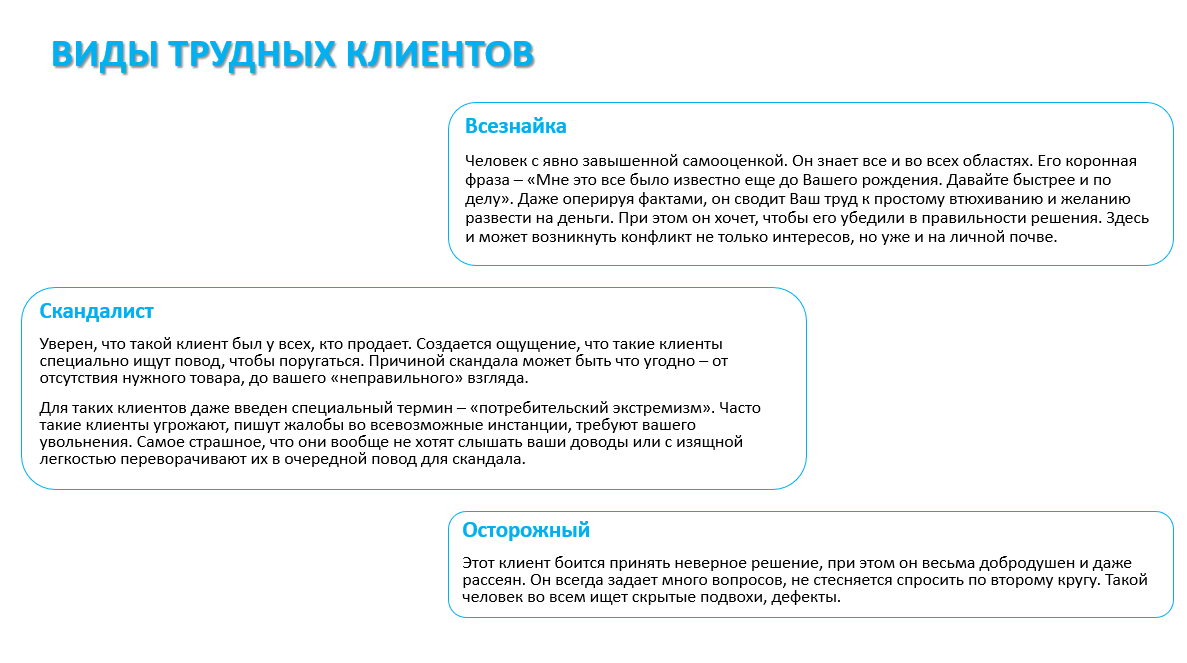 ВИДЫ ТРУДНЫХ КЛИЕНТОВ
Всезнайка
Человек с явно завышенной самооценкой. Он знает все и во всех областях. Его коронная
фраза – «Мне это все было известно еще до Вашего рождения. Давайте быстрее и по
делу». Даже оперируя фактами, он сводит Ваш труд к простому втюхиванию и желанию
развести на деньги. При этом он хочет, чтобы его убедили в правильности решения. Здесь
и может возникнуть конфликт не только интересов, но уже и на личной почве.
Скандалист
Уверен, что такой клиент был у всех, кто продает. Создается ощущение, что такие клиенты
специально ищут повод, чтобы поругаться. Причиной скандала может быть что угодно – от
отсутствия нужного товара, до вашего «неправильного» взгляда.
Для таких клиентов даже введен специальный термин – «потребительский экстремизм». Часто
такие клиенты угрожают, пишут жалобы во всевозможные инстанции, требуют вашего
увольнения. Самое страшное, что они вообще не хотят слышать ваши доводы или с изящной
легкостью переворачивают их в очередной повод для скандала.
Осторожный
Этот клиент боится принять неверное решение, при этом он весьма добродушен и даже
рассеян. Он всегда задает много вопросов, не стесняется спросить по второму кругу. Такой
человек во всем ищет скрытые подвохи, дефекты.